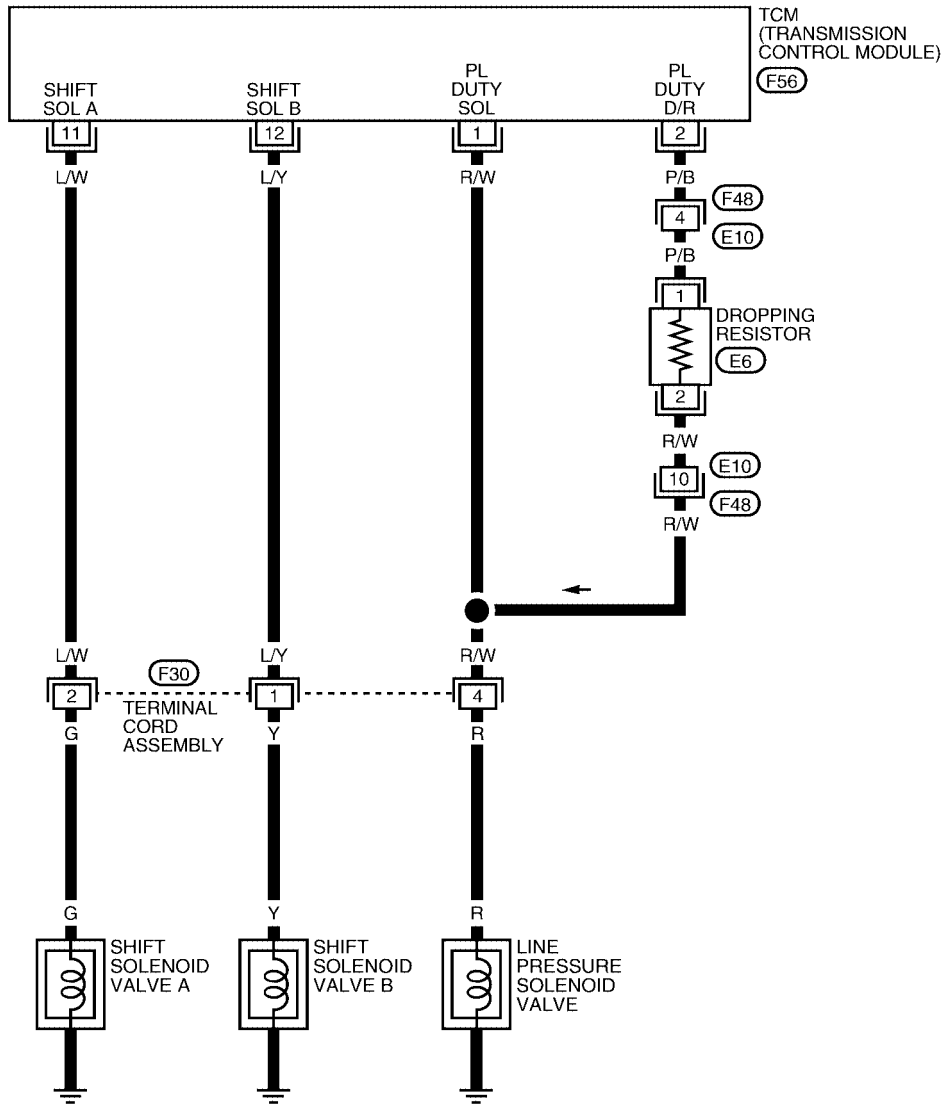 TCM
(TRANSMISSION
CONTROL MODULE)
F56
SHIFT
SOL A
SHIFT
SOL B
PL
DUTY
SOL
PL
DUTY
D/R
11
12
1
2
L/W
L/Y
R/W
P/B
F48
4
E10
P/B
1
DROPPING
RESISTOR
E6
2
R/W
E10
10
F48
R/W
L/W
L/Y
R/W
F30
2
1
4
TERMINAL
CORD
ASSEMBLY
G
Y
R
G
Y
R
SHIFT
SOLENOID
VALVE A
SHIFT
SOLENOID
VALVE B
LINE
PRESSURE
SOLENOID
VALVE